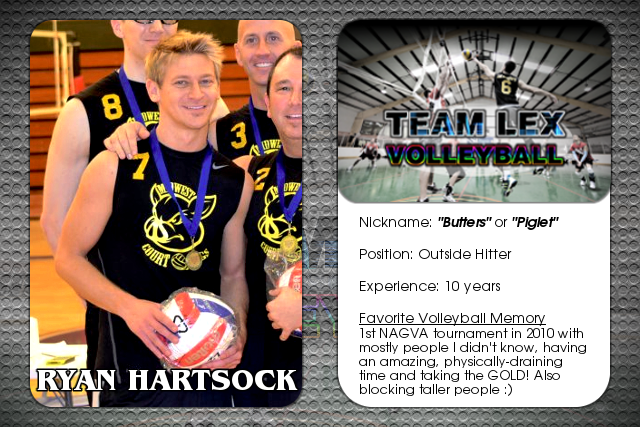 8
3
7
2
MIDWEST
COURT
RYAN HARTSOCK
6
TEAM LEX
VOLLEYBALL
Nickname: "Butters" or "Piglet"
Position: Outside Hitter
Experience: 10 years
Favorite Volleyball Memory
1st NAGVA tournament in 2010 with
mostly people I didn't know, having
an amazing, physically-draining
time and taking the GOLD! Also
blocking taller people :)